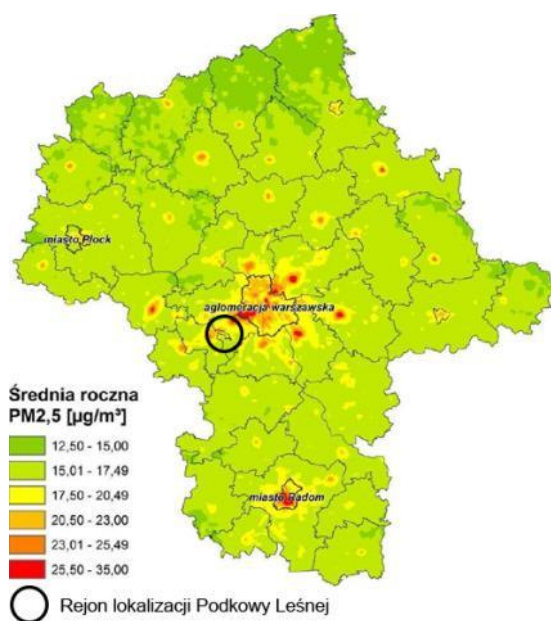 miasto Płock
aglomeracja warszawska
Średnia roczna
PM2,5 [µg/m³]
12,50 - 15,00
15,01 - 17,49
17,50 - 20,49
20,50 - 23,00
23,01 - 25,49
25,50 - 35,00
miasto Radom
Rejon lokalizacji Podkowy Leśnej